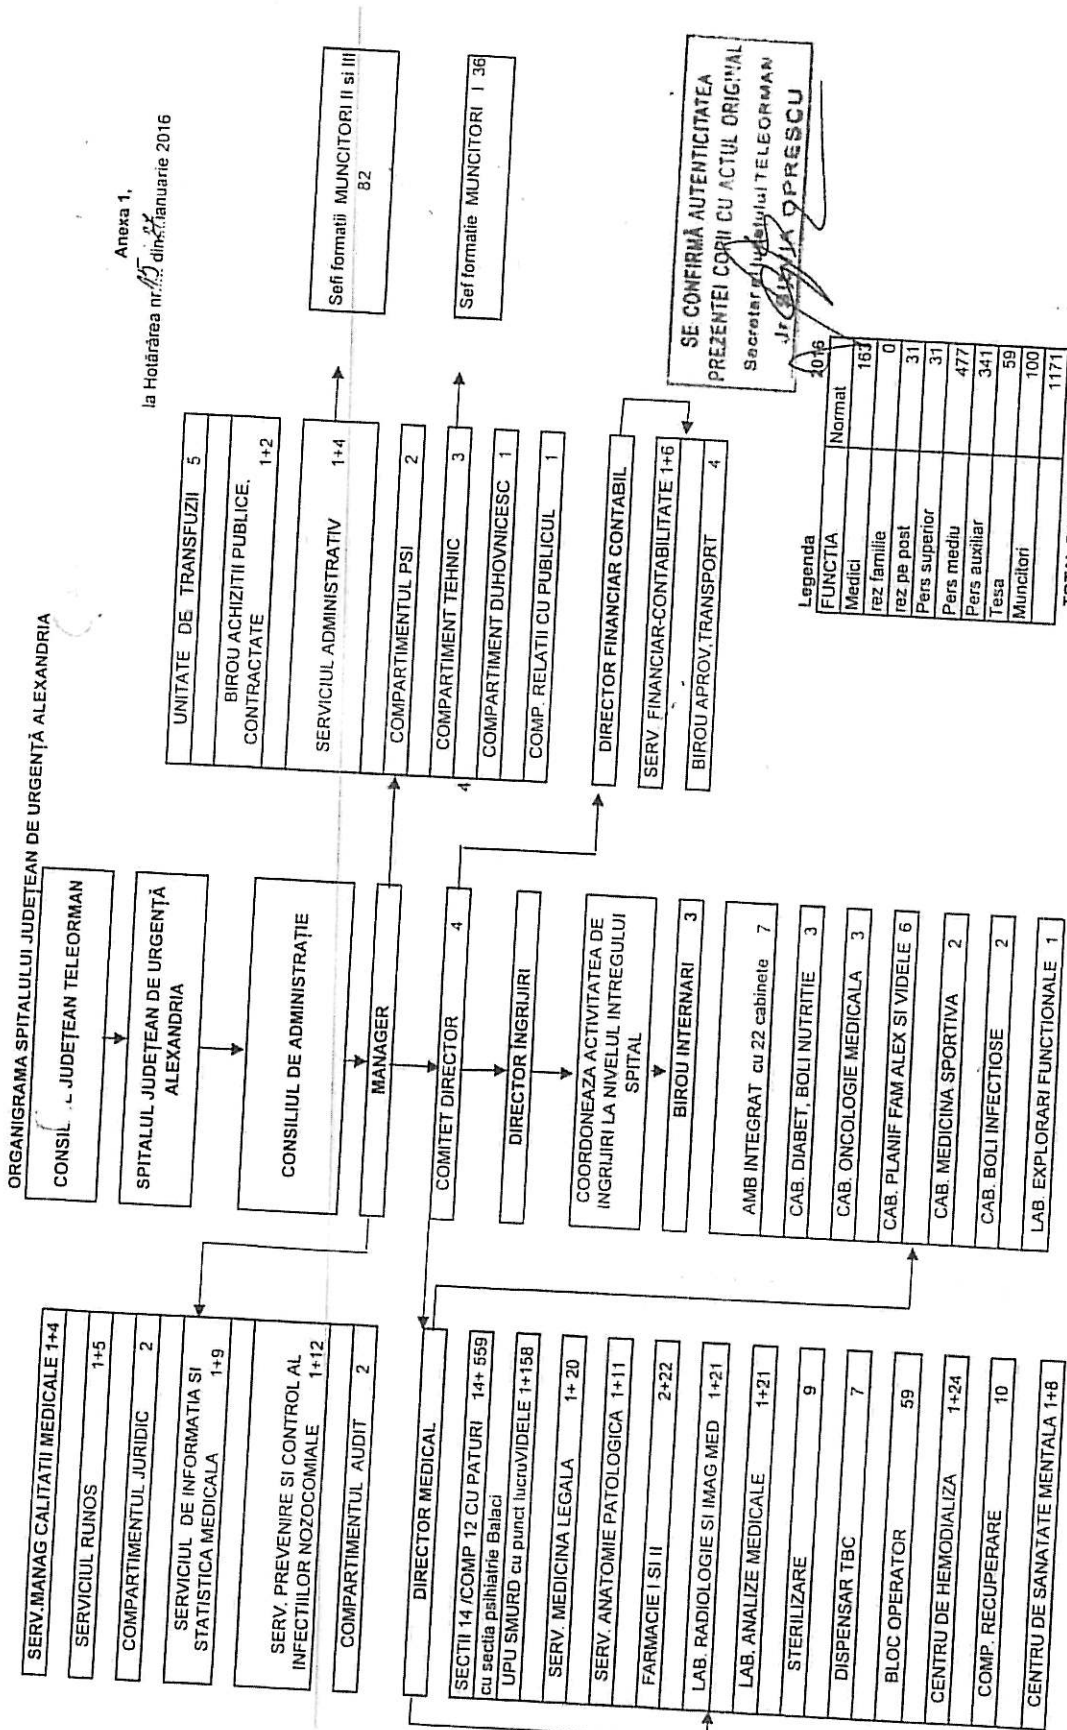 Anexa 1,
la Hotărârea nr. 15 din 27 ianuarie 2016
ORGANIGRAMA SPITALULUI JUDEȚEAN DE URGENȚĂ ALEXANDRIA
CONSIL L JUDEȚEAN TELEORMAN
SPITALUL JUDEȚEAN DE URGENȚĂ
ALEXANDRIA
CONSILIUL DE ADMINISTRAȚIE
MANAGER
COMITET DIRECTOR 4
DIRECTOR ÎNGRIJIRI
COORDONEAZA ACTIVITATEA DE
INGRIJIRI LA NIVELUL INTREGULUI
SPITAL
BIROU INTERNARI 3
SERV.MANAG CALITATII MEDICALE 1+4
SERVICIUL RUNOS
1+5
COMPARTIMENTUL JURIDIC
2
SERVICIUL DE INFORMATIA SI
STATISTICA MEDICALA
1+9
SERV. PREVENIRE SI CONTROL AL
INFECTIILOR NOZOCOMIALE
1+12
COMPARTIMENTUL AUDIT
2
UNITATE DE TRANSFUZII 5
BIROU ACHIZITII PUBLICE,
CONTRACTATE
1+2
SERVICIUL ADMINISTRATIV 1+4
COMPARTIMENTUL PSI 2
COMPARTIMENT TEHNIC 3
4
COMPARTIMENT DUHOVNICESC 1
COMP. RELATII CU PUBLICUL 1
Sefi formatii MUNCITORI II si III
82
Sef formatie MUNCITORI I 36
DIRECTOR FINANCIAR CONTABIL
SERV. FINANCIAR-CONTABILITATE 1+6
BIROU APROV,TRANSPORT 4
DIRECTOR MEDICAL
SECTII 14 /COMP 12 CU PATURI 14+ 559
cu sectia psihiatrie Balaci
UPU SMURD cu punct lucruVIDELE 1+158
SERV. MEDICINA LEGALA 1+ 20
SERV. ANATOMIE PATOLOGICA 1+11
FARMACIE I SI II 2+22
LAB. RADIOLOGIE SI IMAG MED 1+21
LAB. ANALIZE MEDICALE 1+21
STERILIZARE 9
DISPENSAR TBC 7
BLOC OPERATOR 59
CENTRU DE HEMODIALIZA 1+24
COMP. RECUPERARE 10
CENTRU DE SANATATE MENTALA 1+8
AMB INTEGRAT cu 22 cabinete 7
CAB. DIABET, BOLI NUTRITIE 3
CAB. ONCOLOGIE MEDICALA 3
CAB. PLANIF FAM ALEX SI VIDELE 6
CAB. MEDICINA SPORTIVA 2
CAB. BOLI INFECTIOSE 2
LAB. EXPLORARI FUNCTIONALE 1
SE CONFIRMĂ AUTENTICITATEA
PREZENTEI COPII CU ACTUL ORIGINAL
Secretar al județului TELEORMAN
Jr. SILVIA OPRESCU
Legenda 2016
FUNCTIA Normat
Medici 163
rez familie 0
rez pe post 31
Pers superior 31
Pers mediu 477
Pers auxiliar 341
Tesa 59
Muncitori 100
1171